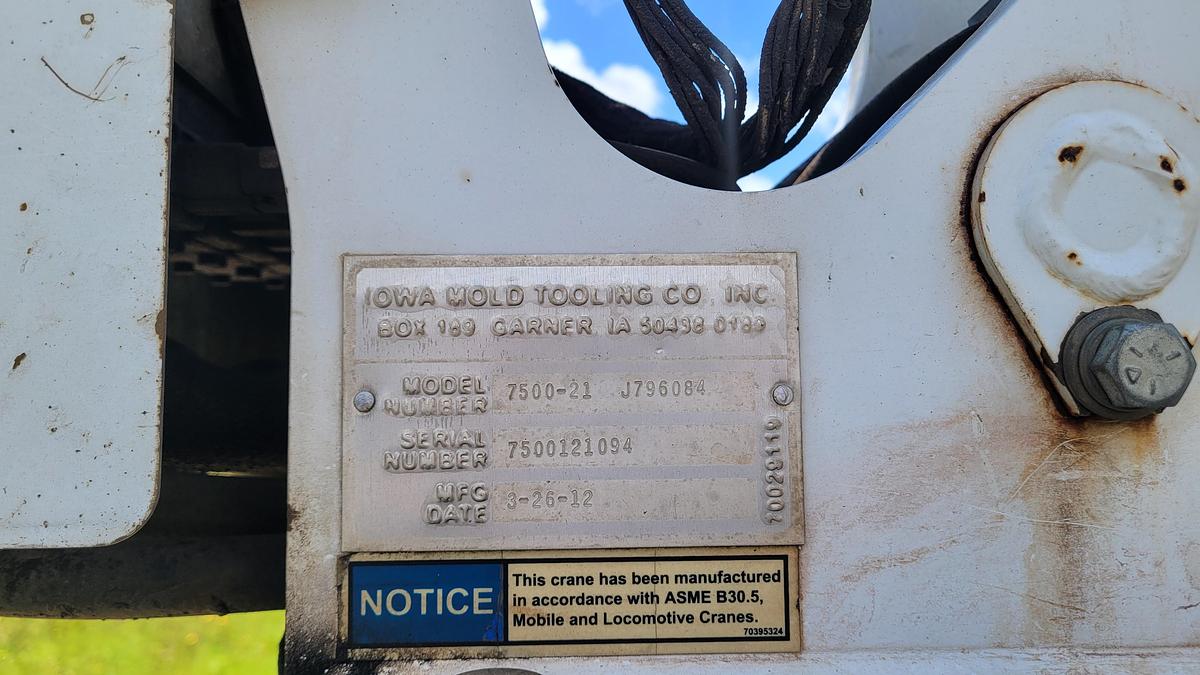 IOWA MOLD TOOLING CO INC
BOX 189 GARNER IA 50438 0189
MODEL NUMBER 7500-21 J796084
SERIAL NUMBER 7500121094
MFG DATE 3-26-12
70029119
NOTICE
This crane has been manufactured
in accordance with ASME B30.5,
Mobile and Locomotive Cranes.
70395324